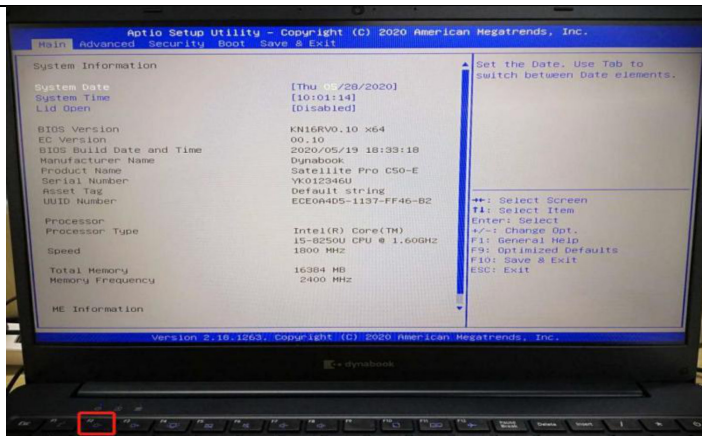 Aptio Setup Utility – Copyright (C) 2020 American Megatrends, Inc.
Main Advanced Security Boot Save & Exit
System Information
System Date [Thu 05/28/2020]
System Time [10:01:14]
Lid Open [Disabled]
BIOS Version KN16RV0.10 x64
EC Version 00.10
BIOS Build Date and Time 2020/05/19 18:33:18
Manufacturer Name Dynabook
Product Name Satellite Pro C50-E
Serial Number YK012346U
Asset Tag Default string
UUID Number ECE0A4D5-1137-FF46-B2
Processor
Processor Type Intel(R) Core(TM)
i5-8250U CPU @ 1.60GHz
Speed 1800 MHz
Total Memory 16384 MB
Memory Frequency 2400 MHz
ME Information
Set the Date. Use Tab to
switch between Date elements.
→←: Select Screen
↑↓: Select Item
Enter: Select
+/-: Change Opt.
F1: General Help
F9: Optimized Defaults
F10: Save & Exit
ESC: Exit
Version 2.18.1263. Copyright (C) 2020 American Megatrends, Inc.
dynabook
Esc F2 Pause Break Delete Insert / *